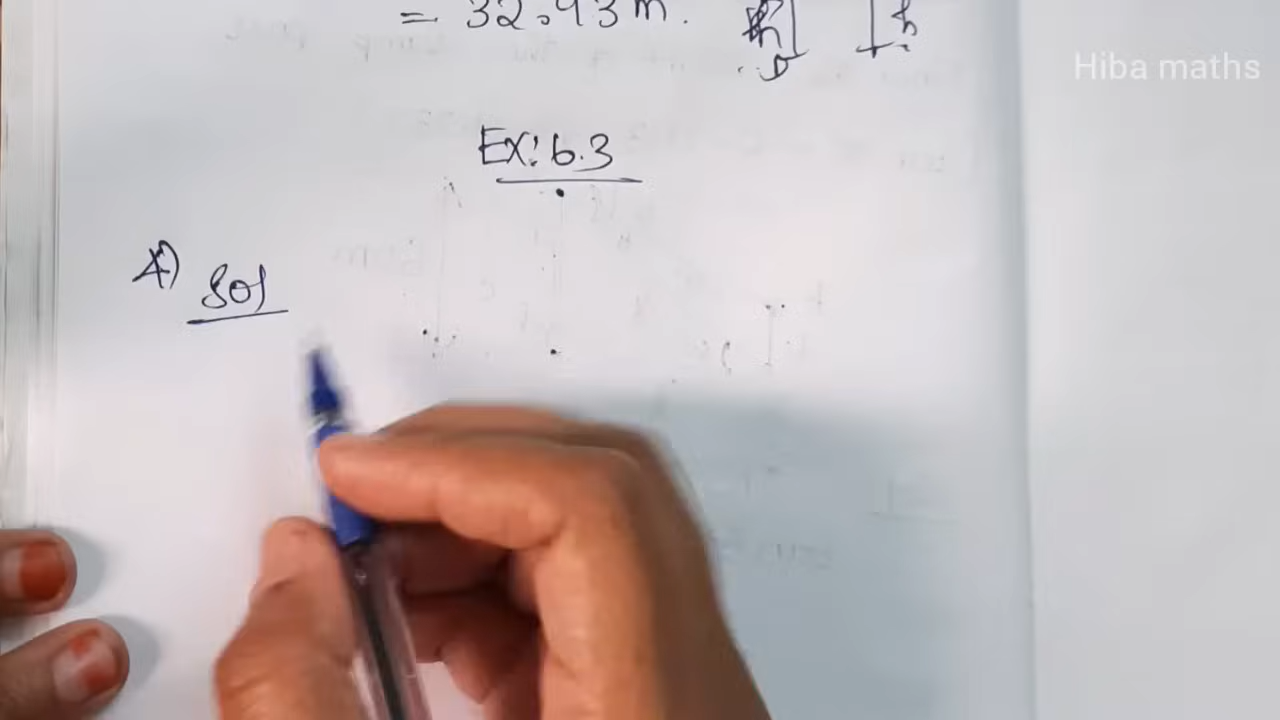 = 32.93 m. h
Hiba maths
Ex: 6.3
4) Sol